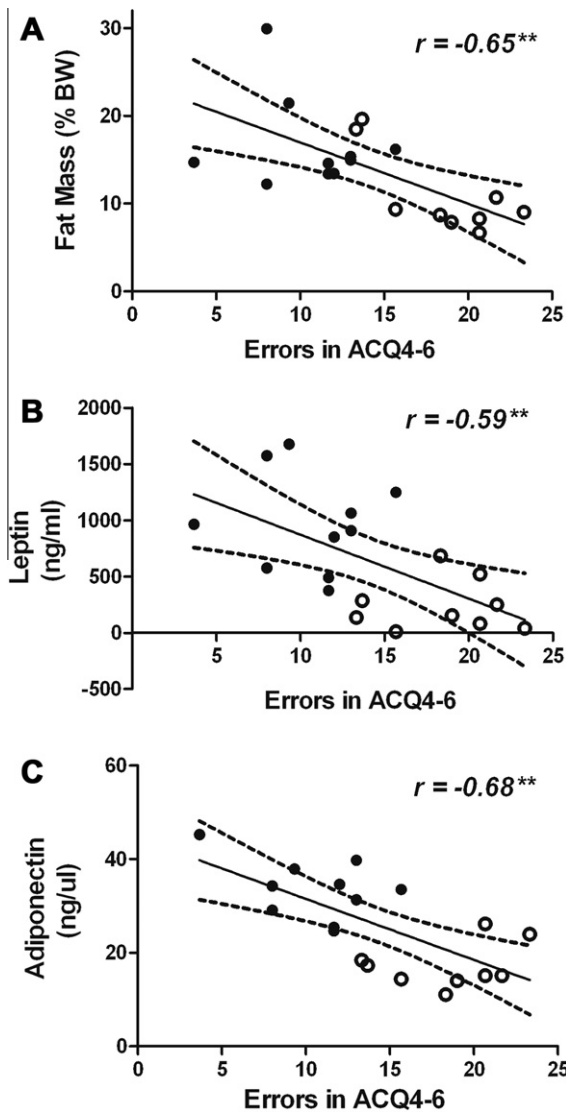 A
r = -0.65**
Fat Mass (% BW)
30
20
10
0
0 5 10 15 20 25
Errors in ACQ4-6
B
r = -0.59**
Leptin
(ng/ml)
2000
1500
1000
500
0
-500
5 10 15 20 25
Errors in ACQ4-6
C
r = -0.68**
Adiponectin
(ng/ul)
60
40
20
0
0 5 10 15 20 25
Errors in ACQ4-6